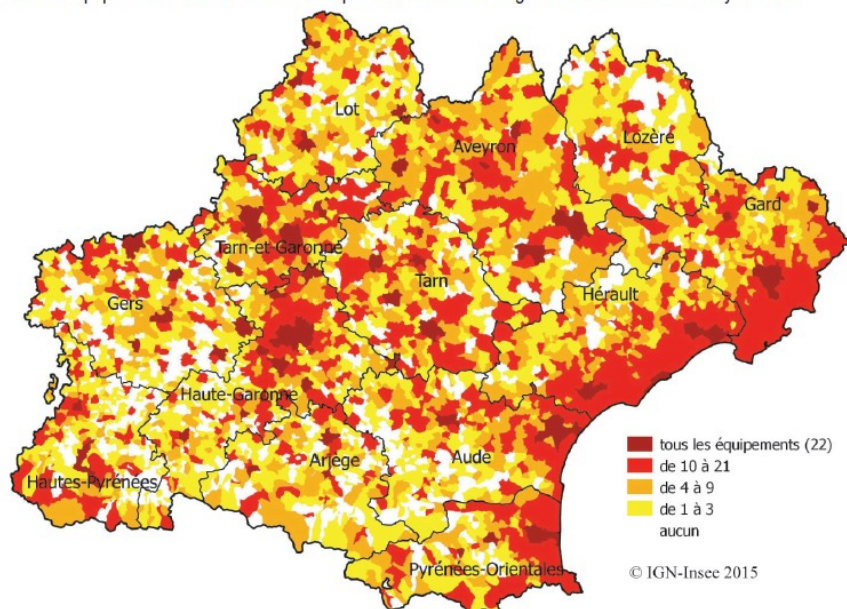 Lot
Lozère
Aveyron
Gard
Tarn-et-Garonne
Tarn
Gers
Hérault
Haute-Garonne
Ariège
Aude
Hautes-Pyrénées
Pyrénées-Orientales
tous les équipements (22)
de 10 à 21
de 4 à 9
de 1 à 3
aucun
© IGN-Insee 2015